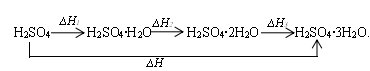 ΔH₁ ΔH₂ ΔH₃
H₂SO₄ → H₂SO₄·H₂O → H₂SO₄·2H₂O → H₂SO₄·3H₂O.
ΔH